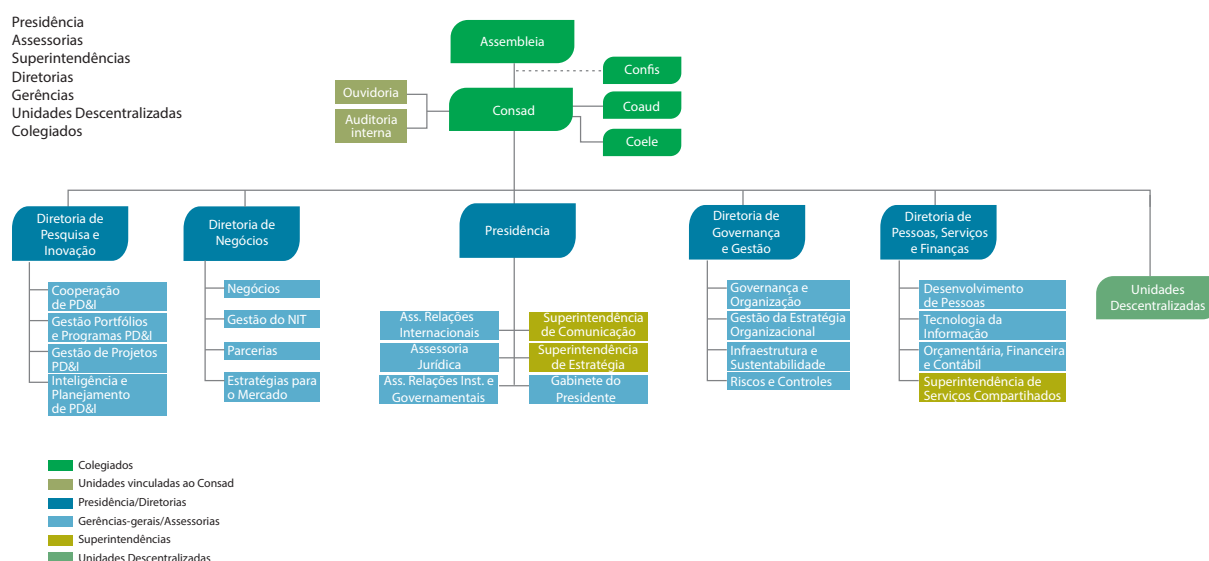 Presidência
Assessorias
Superintendências
Diretorias
Gerências
Unidades Descentralizadas
Colegiados
Assembleia
Confis
Ouvidoria
Consad
Coaud
Auditoria
interna
Coele
Diretoria de
Pesquisa e
Inovação
Diretoria de
Negócios
Presidência
Diretoria de
Governança
e Gestão
Diretoria de
Pessoas, Serviços
e Finanças
Unidades
Descentralizadas
Cooperação
de PD&I
Gestão Portfólios
e Programas PD&I
Gestão de Projetos
PD&I
Inteligência e
Planejamento
de PD&I
Negócios
Gestão do NIT
Parcerias
Estratégias para
o Mercado
Ass. Relações
Internacionais
Superintendência
de Comunicação
Assessoria
Jurídica
Superintendência
de Estratégia
Ass. Relações Inst. e
Governamentais
Gabinete do
Presidente
Governança e
Organização
Gestão da Estratégia
Organizacional
Infraestrutura e
Sustentabilidade
Riscos e Controles
Desenvolvimento
de Pessoas
Tecnologia da
Informação
Orçamentária, Financeira
e Contábil
Superintendência de
Serviços Compartihados
Colegiados
Unidades vinculadas ao Consad
Presidência/Diretorias
Gerências-gerais/Assessorias
Superintendências
Unidades Descentralizadas